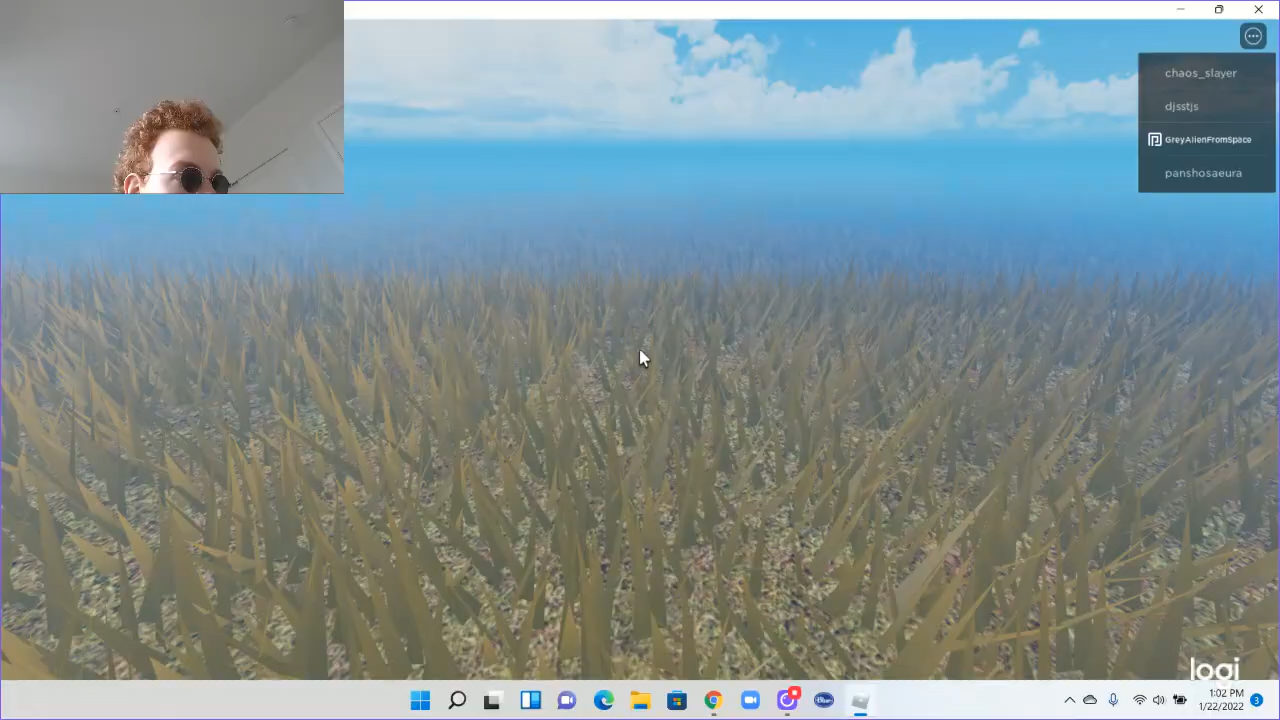 chaos_slayer
djsstjs
GreyAlienFromSpace
panshosaeura
logi
1:02 PM
1/22/2022
3